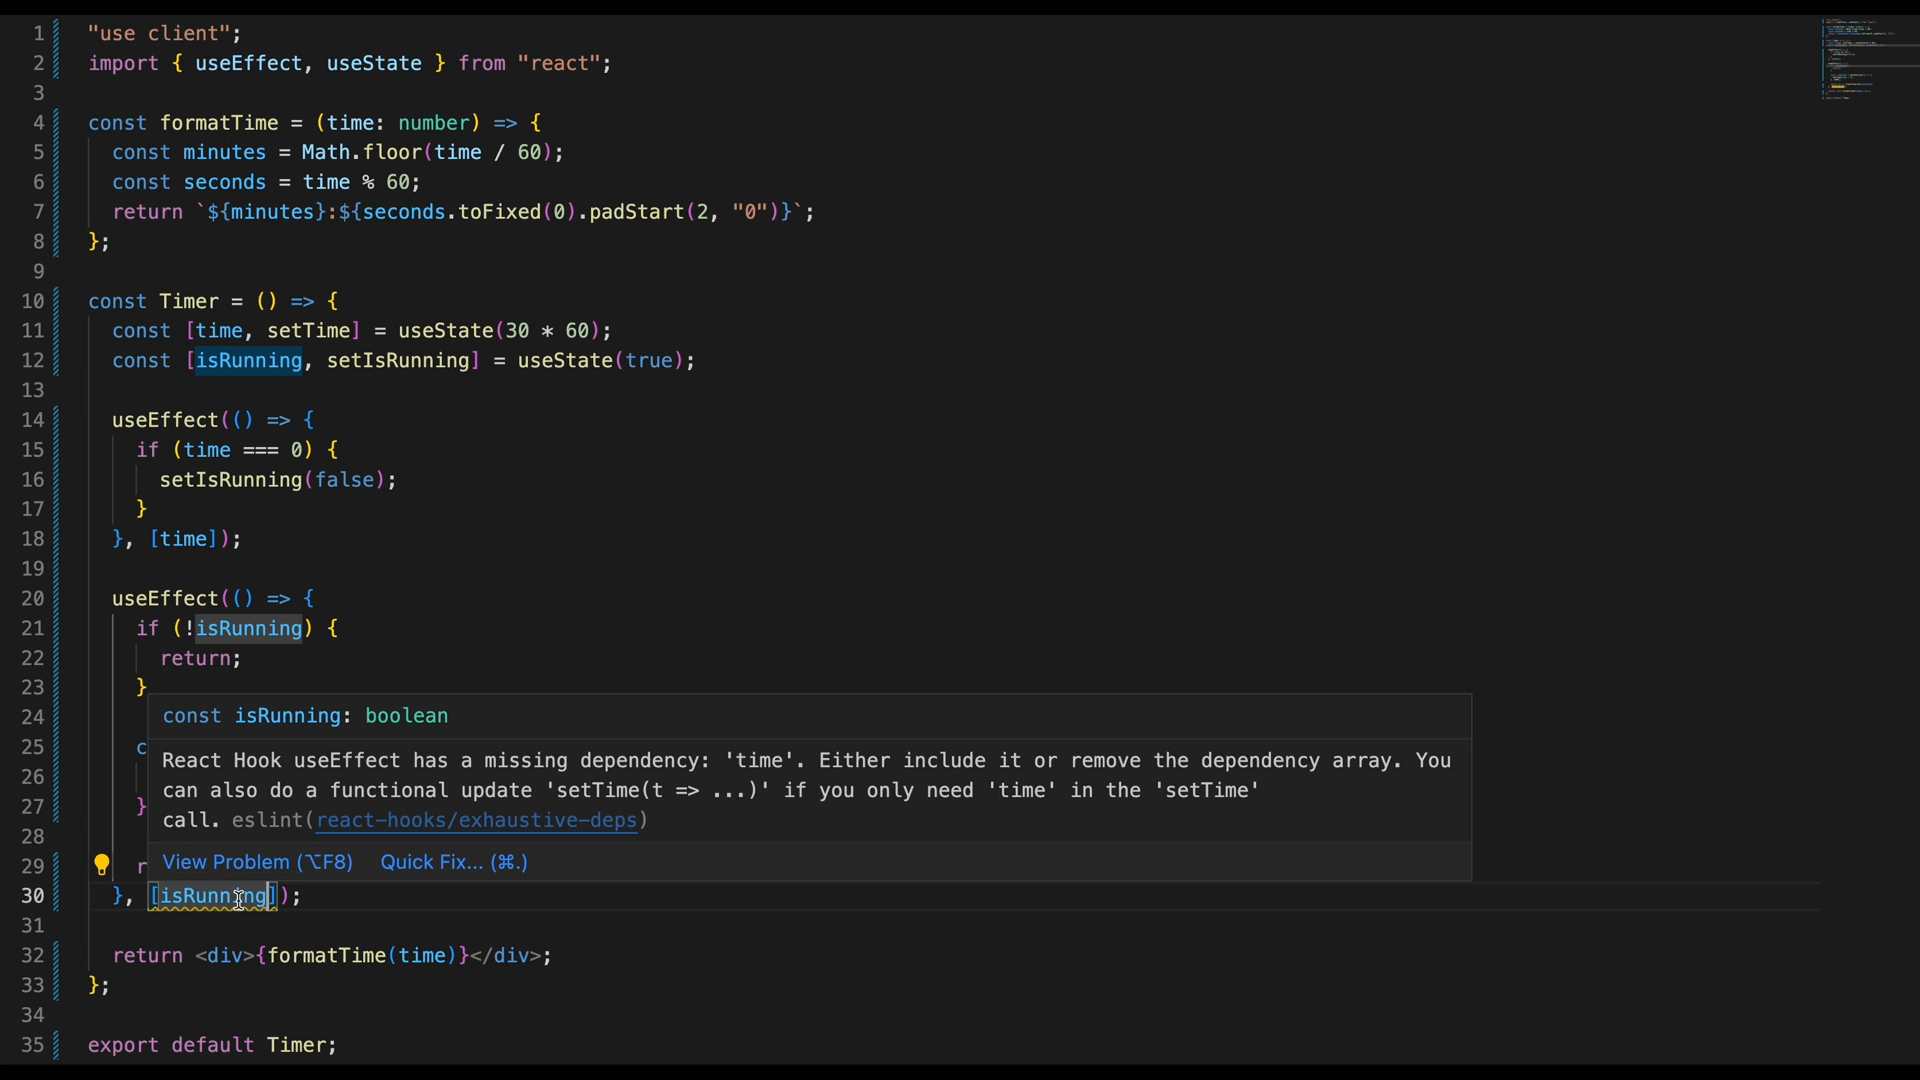 1 "use client";
2 import { useEffect, useState } from "react";
3
4 const formatTime = (time: number) => {
5 const minutes = Math.floor(time / 60);
6 const seconds = time % 60;
7 return `${minutes}:${seconds.toFixed(0).padStart(2, "0")}`;
8 };
9
10 const Timer = () => {
11 const [time, setTime] = useState(30 * 60);
12 const [isRunning, setIsRunning] = useState(true);
13
14 useEffect(() => {
15 if (time === 0) {
16 setIsRunning(false);
17 }
18 }, [time]);
19
20 useEffect(() => {
21 if (!isRunning) {
22 return;
23 }
24 const isRunning: boolean
25 c
React Hook useEffect has a missing dependency: 'time'. Either include it or remove the dependency array. You
26 can also do a functional update 'setTime(t => ...)' if you only need 'time' in the 'setTime'
27 }
call. eslint(react-hooks/exhaustive-deps)
28
29 r
View Problem (⌥F8) Quick Fix... (⌘.)
30 }, [isRunning]);
31
32 return <div>{formatTime(time)}</div>;
33 };
34
35 export default Timer;